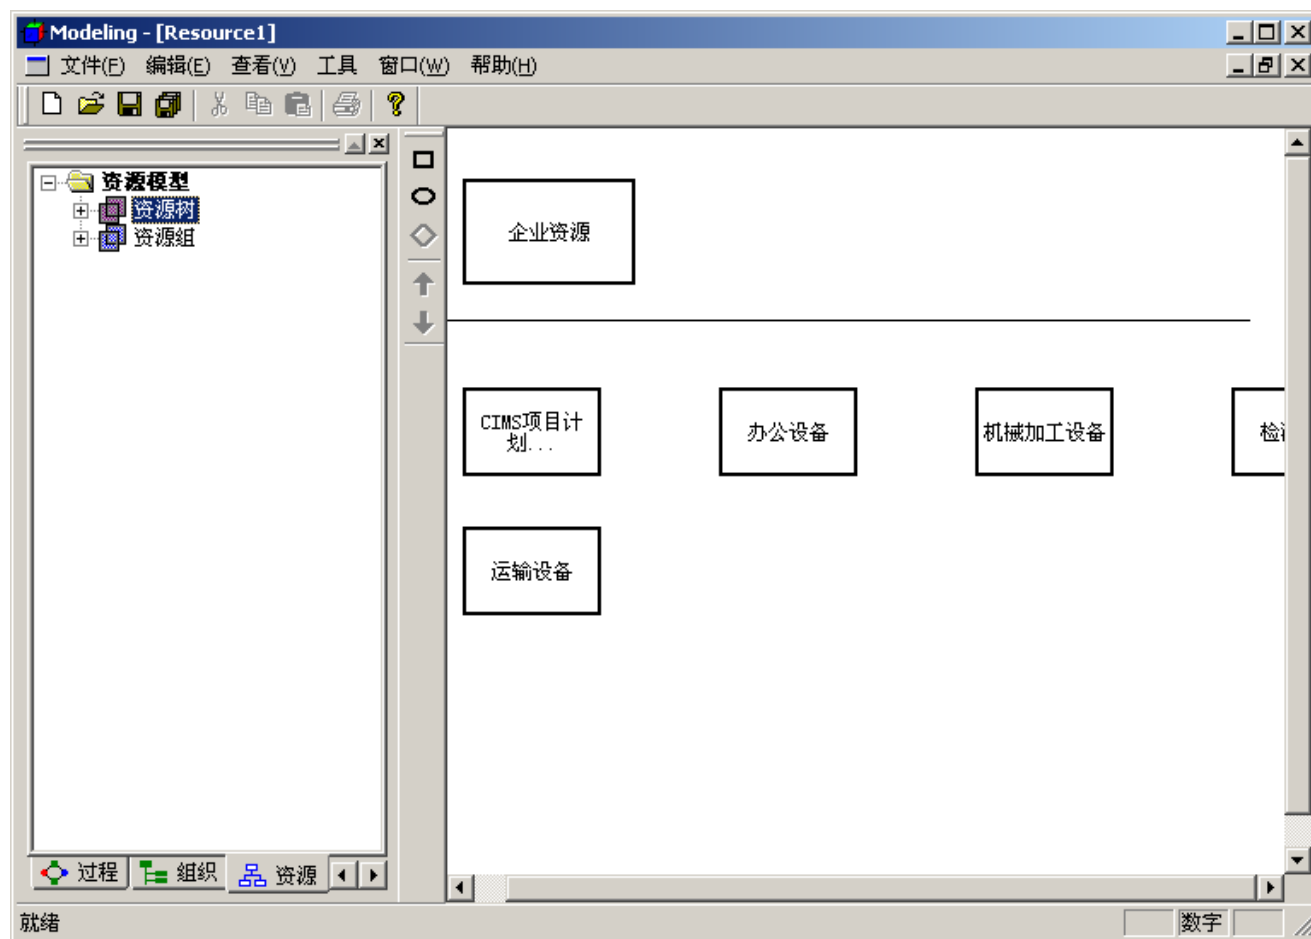 Modeling - [Resource1]
文件(F) 编辑(E) 查看(V) 工具 窗口(W) 帮助(H)
资源模型
资源树
资源组
企业资源
CIMS项目计
划...
办公设备
机械加工设备
检
运输设备
过程 组织 资源
就绪
数字